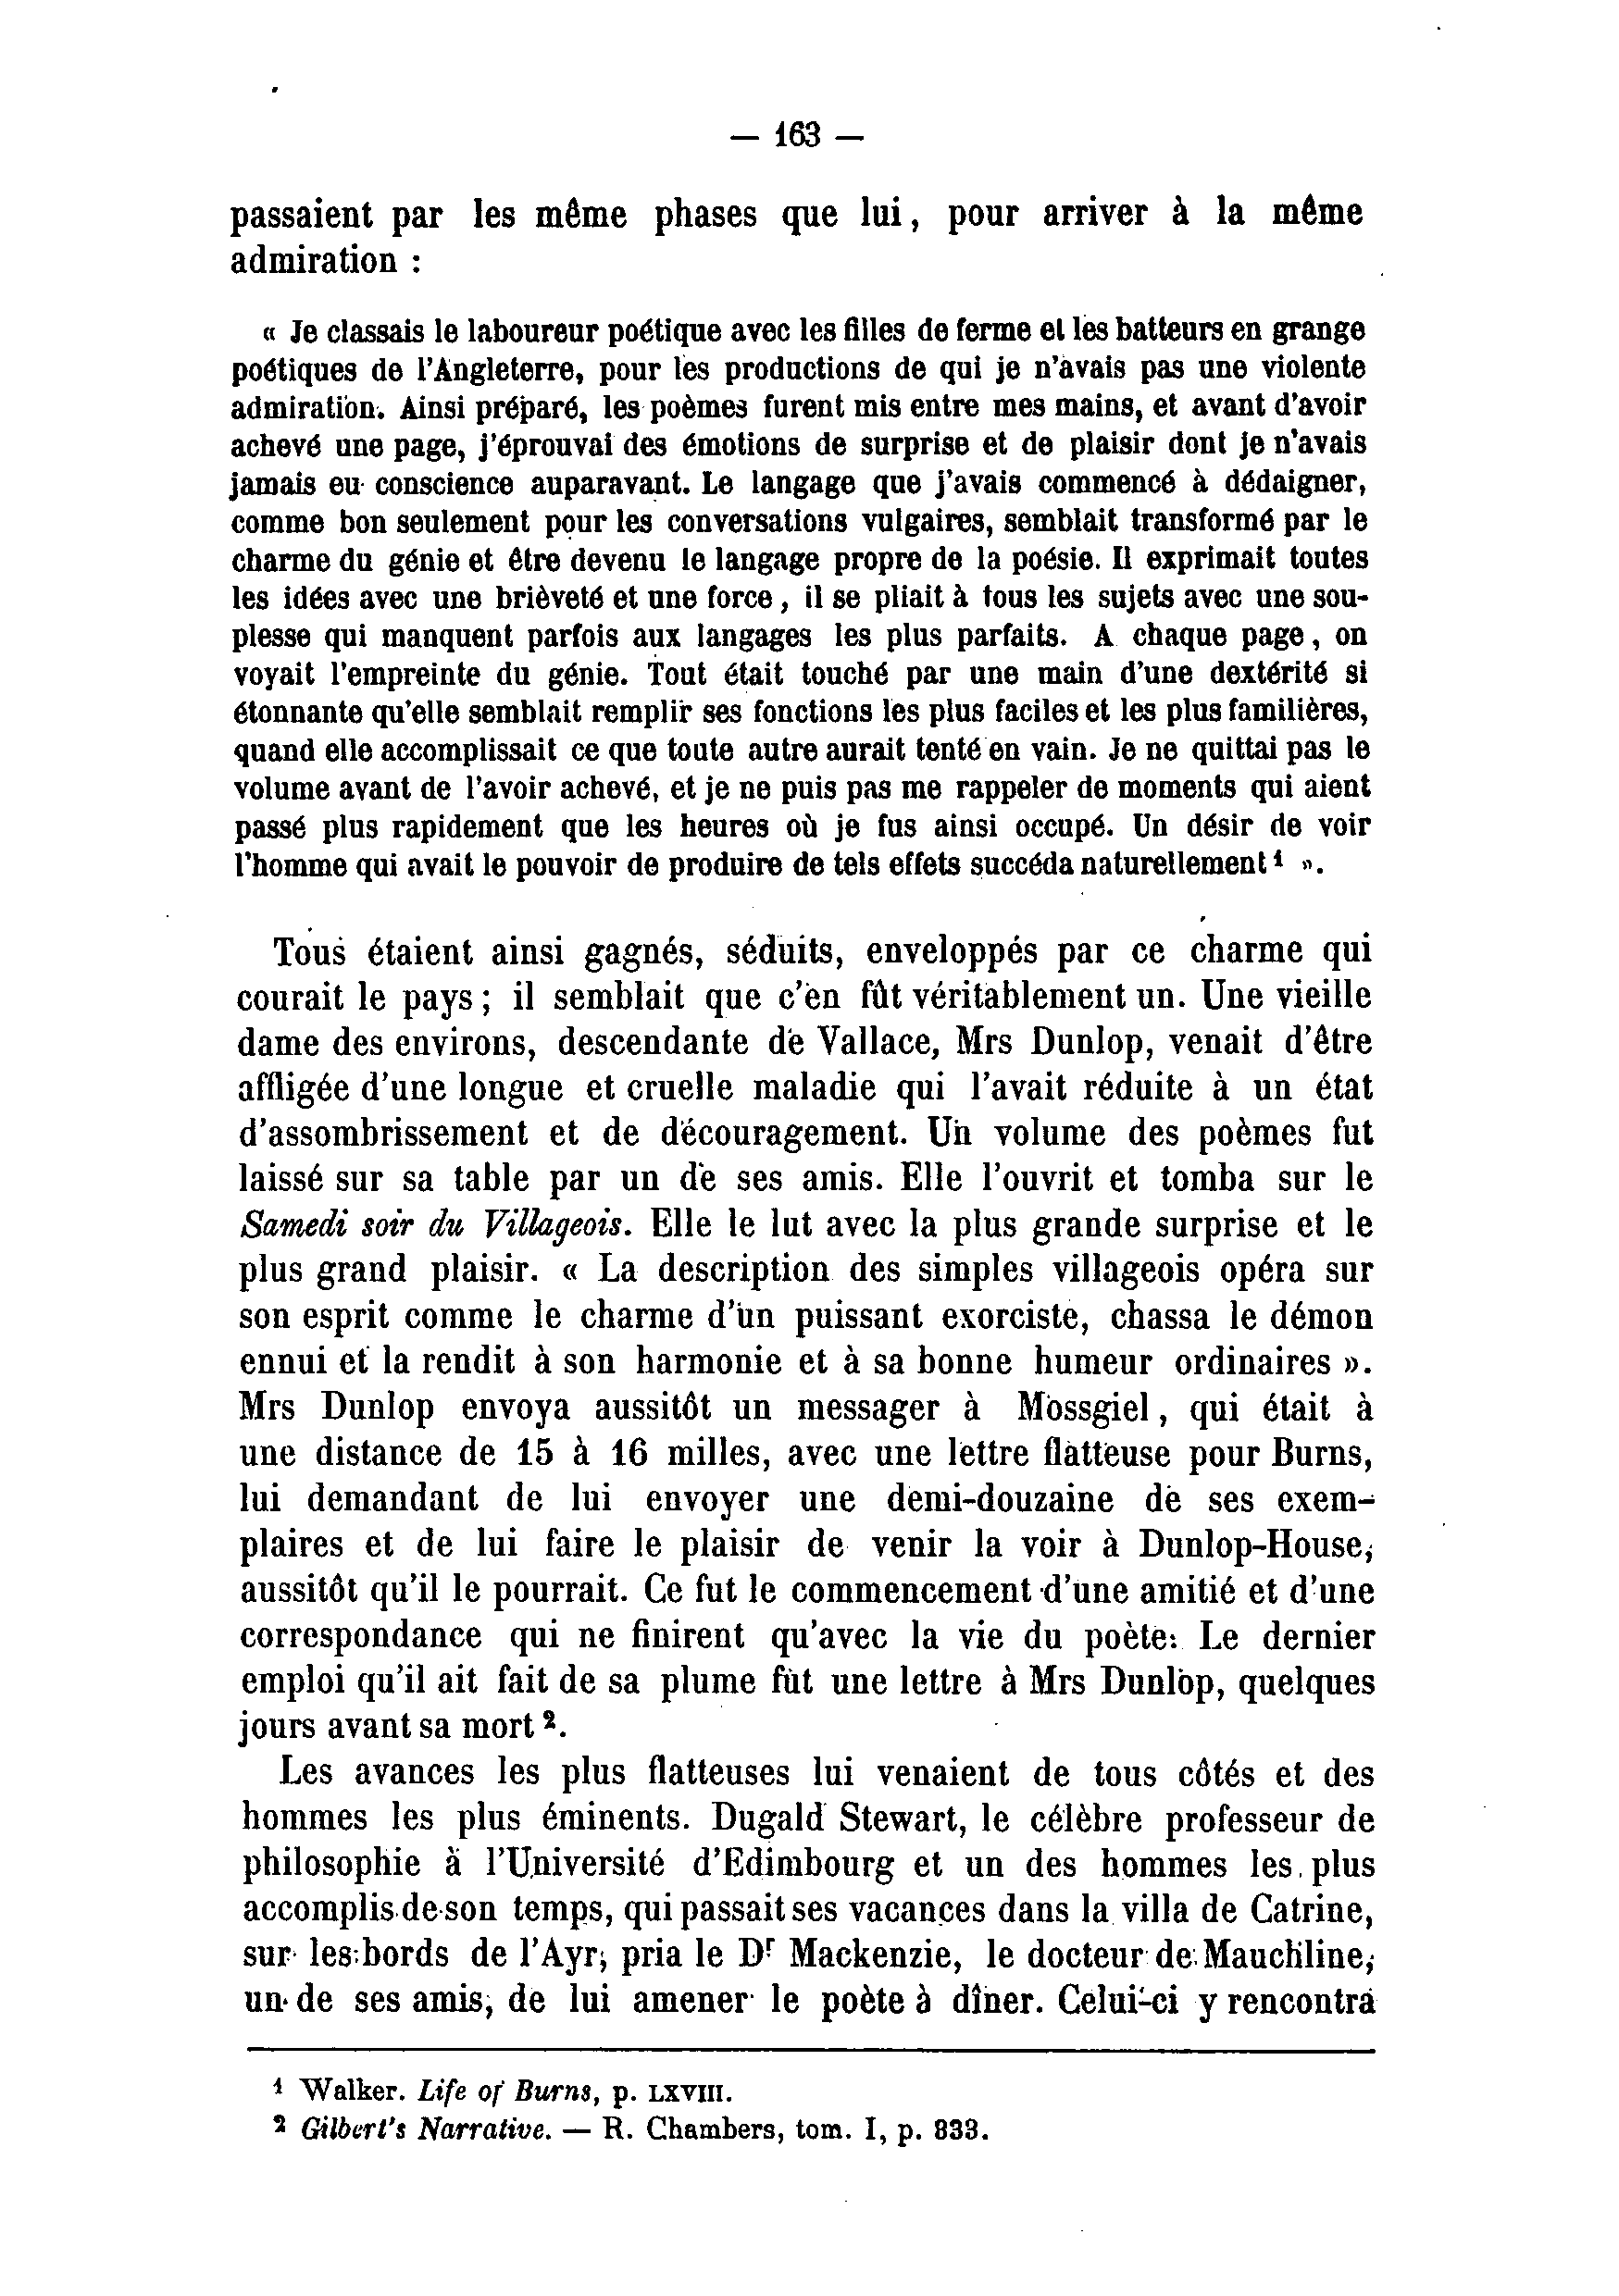 — 163 —
passaient par les même phases que lui, pour arriver à la même
admiration :
« Je classais le laboureur poétique avec les filles de ferme et les batteurs en grange
poétiques de l'Angleterre, pour les productions de qui je n'avais pas une violente
admiration. Ainsi préparé, les poèmes furent mis entre mes mains, et avant d'avoir
achevé une page, j'éprouvai des émotions de surprise et de plaisir dont je n'avais
jamais eu conscience auparavant. Le langage que j'avais commencé à dédaigner,
comme bon seulement pour les conversations vulgaires, semblait transformé par le
charme du génie et être devenu le langage propre de la poésie. Il exprimait toutes
les idées avec une brièveté et une force, il se pliait à tous les sujets avec une sou-
plesse qui manquent parfois aux langages les plus parfaits. A chaque page, on
voyait l'empreinte du génie. Tout était touché par une main d'une dextérité si
étonnante qu'elle semblait remplir ses fonctions les plus faciles et les plus familières,
quand elle accomplissait ce que toute autre aurait tenté en vain. Je ne quittai pas le
volume avant de l'avoir achevé, et je ne puis pas me rappeler de moments qui aient
passé plus rapidement que les heures où je fus ainsi occupé. Un désir de voir
l'homme qui avait le pouvoir de produire de tels effets succéda naturellement¹ ».
Tous étaient ainsi gagnés, séduits, enveloppés par ce charme qui
courait le pays ; il semblait que c'en fût véritablement un. Une vieille
dame des environs, descendante de Vallace, Mrs Dunlop, venait d'être
affligée d'une longue et cruelle maladie qui l'avait réduite à un état
d'assombrissement et de découragement. Un volume des poèmes fut
laissé sur sa table par un de ses amis. Elle l'ouvrit et tomba sur le
Samedi soir du Villageois. Elle le lut avec la plus grande surprise et le
plus grand plaisir. « La description des simples villageois opéra sur
son esprit comme le charme d'un puissant exorciste, chassa le démon
ennui et la rendit à son harmonie et à sa bonne humeur ordinaires ».
Mrs Dunlop envoya aussitôt un messager à Mossgiel, qui était à
une distance de 15 à 16 milles, avec une lettre flatteuse pour Burns,
lui demandant de lui envoyer une demi-douzaine de ses exem-
plaires et de lui faire le plaisir de venir la voir à Dunlop-House,
aussitôt qu'il le pourrait. Ce fut le commencement d'une amitié et d'une
correspondance qui ne finirent qu'avec la vie du poète. Le dernier
emploi qu'il ait fait de sa plume fut une lettre à Mrs Dunlop, quelques
jours avant sa mort².
Les avances les plus flatteuses lui venaient de tous côtés et des
hommes les plus éminents. Dugald Stewart, le célèbre professeur de
philosophie à l'Université d'Edimbourg et un des hommes les plus
accomplis de son temps, qui passait ses vacances dans la villa de Catrine,
sur les bords de l'Ayr, pria le Dʳ Mackenzie, le docteur de Mauchline,
un de ses amis, de lui amener le poète à dîner. Celui-ci y rencontra
¹ Walker. Life of Burns, p. LXVIII.
² Gilbert's Narrative. — R. Chambers, tom. I, p. 833.